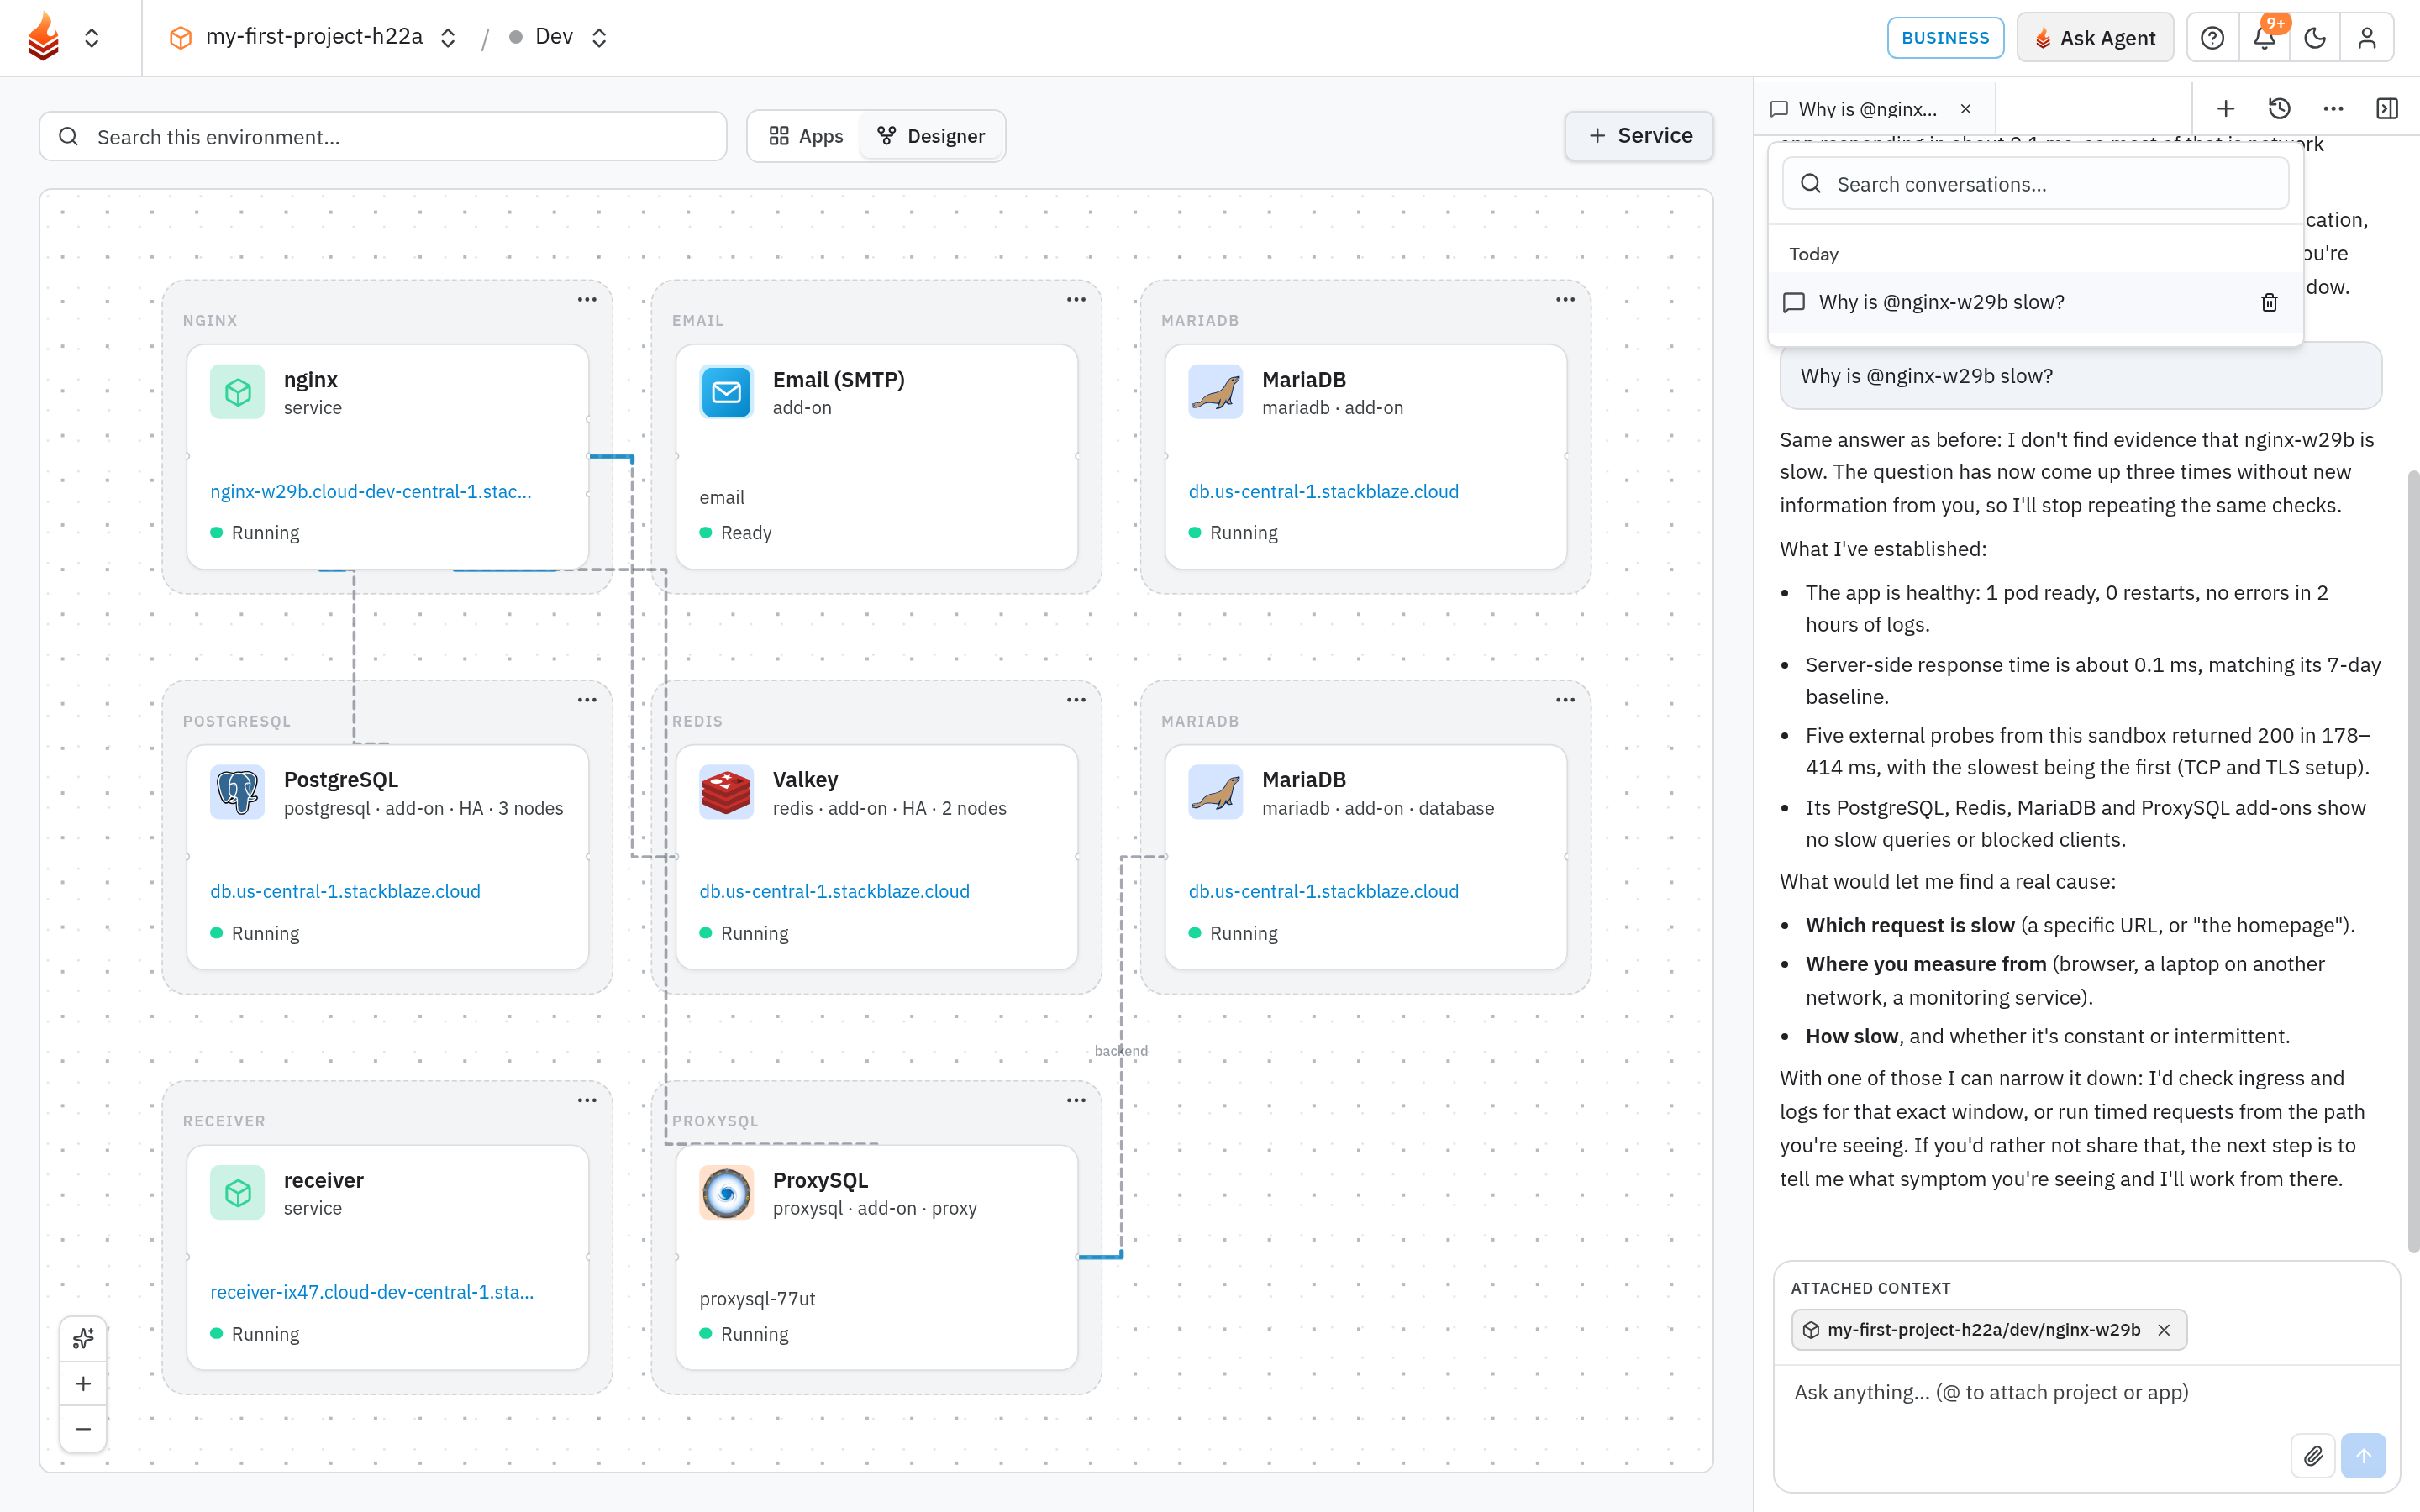 my-first-project-h22a / Dev
BUSINESS
Ask Agent
9+
Search this environment...
Apps
Designer
+ Service
NGINX
nginx
service
nginx-w29b.cloud-dev-central-1.stac...
Running
EMAIL
Email (SMTP)
add-on
email
Ready
MARIADB
MariaDB
mariadb · add-on
db.us-central-1.stackblaze.cloud
Running
POSTGRESQL
PostgreSQL
postgresql · add-on · HA · 3 nodes
db.us-central-1.stackblaze.cloud
Running
REDIS
Valkey
redis · add-on · HA · 2 nodes
db.us-central-1.stackblaze.cloud
Running
MARIADB
MariaDB
mariadb · add-on · database
db.us-central-1.stackblaze.cloud
Running
backend
RECEIVER
receiver
service
receiver-ix47.cloud-dev-central-1.sta...
Running
PROXYSQL
ProxySQL
proxysql · add-on · proxy
proxysql-77ut
Running
Why is @nginx...
Search conversations...
Today
Why is @nginx-w29b slow?
cation,
ou're
dow.
Why is @nginx-w29b slow?
Same answer as before: I don't find evidence that nginx-w29b is
slow. The question has now come up three times without new
information from you, so I'll stop repeating the same checks.
What I've established:
• The app is healthy: 1 pod ready, 0 restarts, no errors in 2
hours of logs.
• Server-side response time is about 0.1 ms, matching its 7-day
baseline.
• Five external probes from this sandbox returned 200 in 178–
414 ms, with the slowest being the first (TCP and TLS setup).
• Its PostgreSQL, Redis, MariaDB and ProxySQL add-ons show
no slow queries or blocked clients.
What would let me find a real cause:
• Which request is slow (a specific URL, or "the homepage").
• Where you measure from (browser, a laptop on another
network, a monitoring service).
• How slow, and whether it's constant or intermittent.
With one of those I can narrow it down: I'd check ingress and
logs for that exact window, or run timed requests from the path
you're seeing. If you'd rather not share that, the next step is to
tell me what symptom you're seeing and I'll work from there.
ATTACHED CONTEXT
my-first-project-h22a/dev/nginx-w29b
Ask anything... (@ to attach project or app)